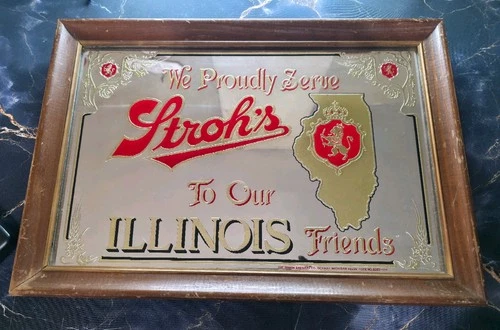 We Proudly Serve
Stroh's
To Our
ILLINOIS Friends